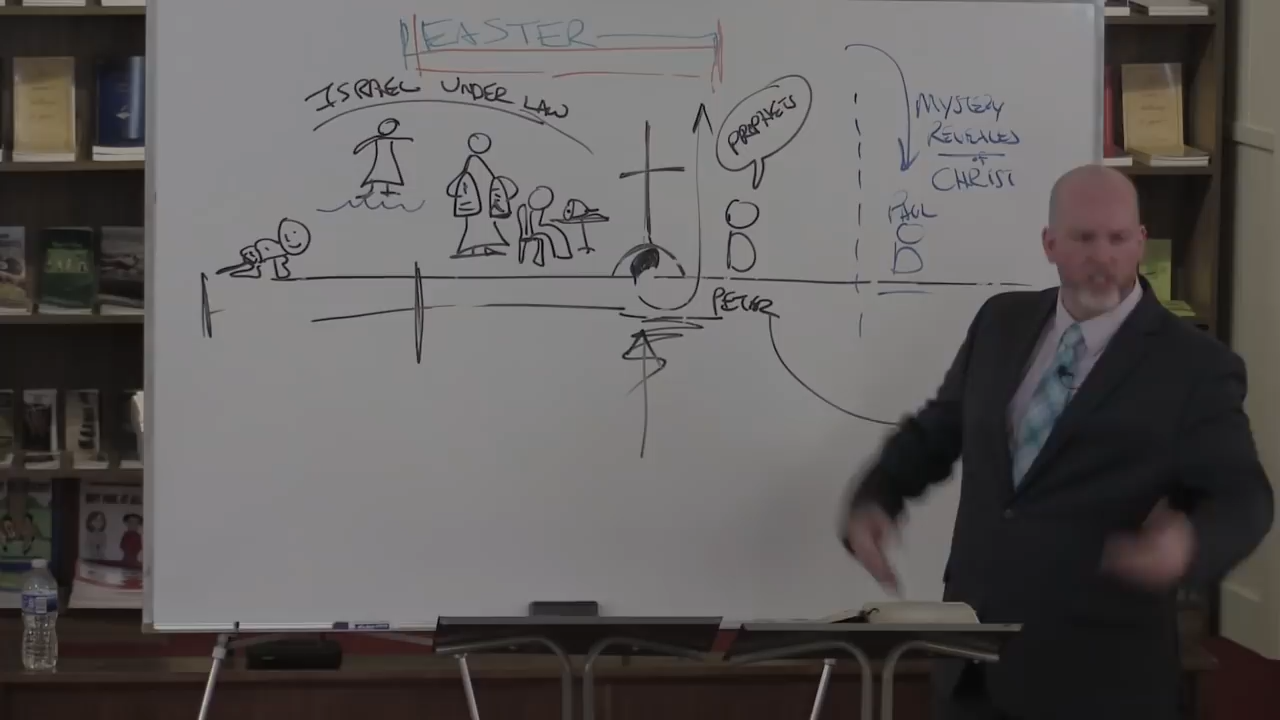 EASTER
ISRAEL UNDER LAW
PROPHETS
MYSTERY
REVEALED
of
CHRIST
PAUL
PETER